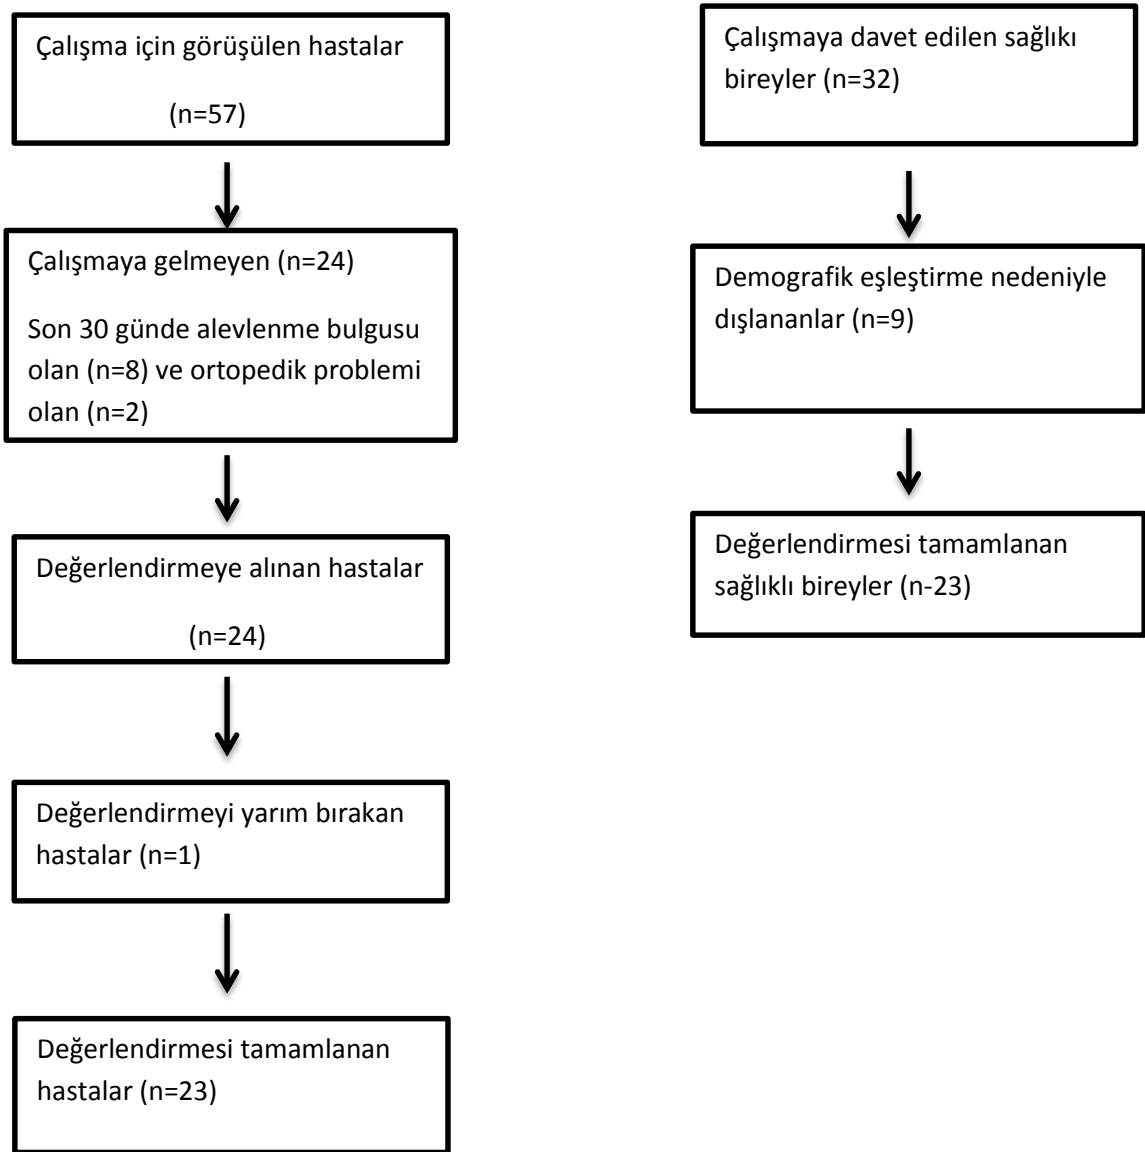 Çalışma için görüşülen hastalar
(n=57)
Çalışmaya gelmeyen (n=24)
Son 30 günde alevlenme bulgusu
olan (n=8) ve ortopedik problemi
olan (n=2)
Değerlendirmeye alınan hastalar
(n=24)
Değerlendirmeyi yarım bırakan
hastalar (n=1)
Değerlendirmesi tamamlanan
hastalar (n=23)
Çalışmaya davet edilen sağlıkı
bireyler (n=32)
Demografik eşleştirme nedeniyle
dışlananlar (n=9)
Değerlendirmesi tamamlanan
sağlıklı bireyler (n-23)